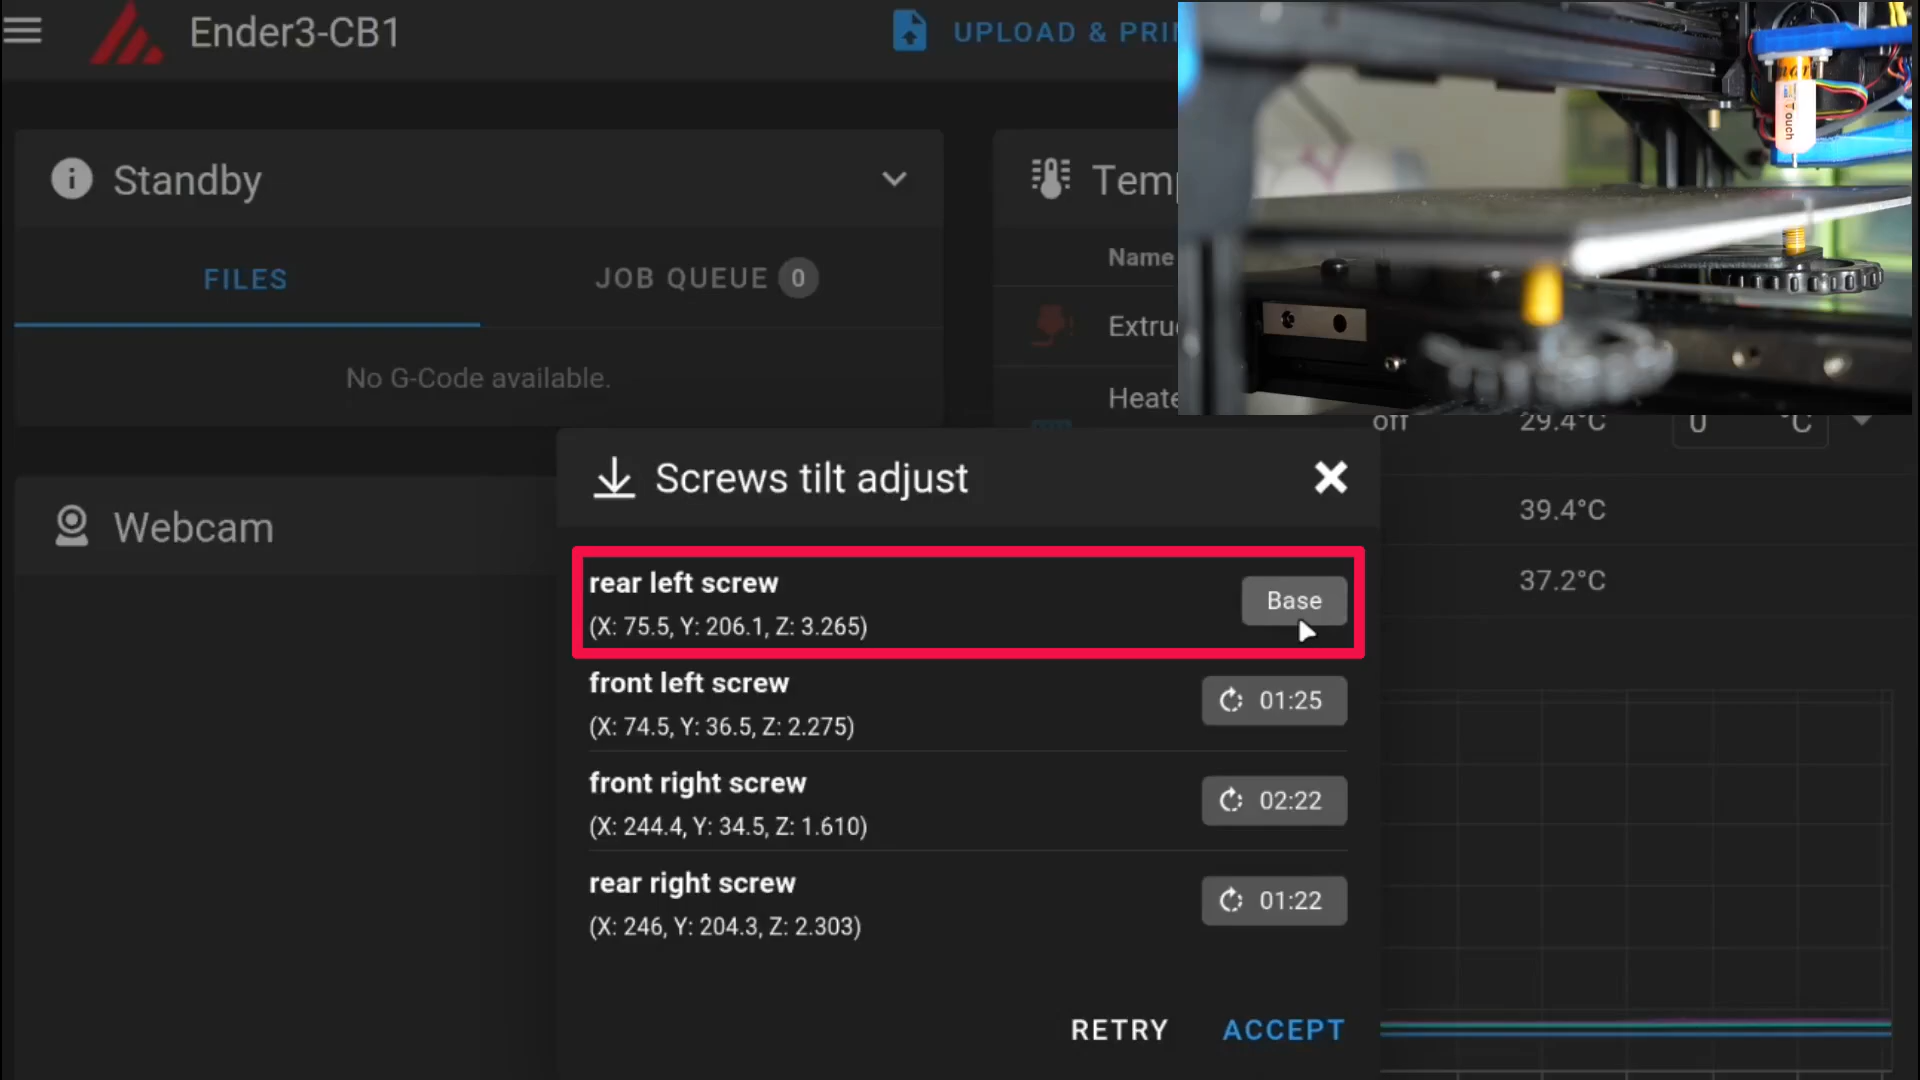 Ender3-CB1
UPLOAD & PRI
Standby
FILES
JOB QUEUE 0
No G-Code available.
Webcam
Tem
Name
Extru
Heate
off 29.4°C 0 °C
39.4°C
37.2°C
Touch
Screws tilt adjust
rear left screw
(X: 75.5, Y: 206.1, Z: 3.265)
Base
front left screw
(X: 74.5, Y: 36.5, Z: 2.275)
01:25
front right screw
(X: 244.4, Y: 34.5, Z: 1.610)
02:22
rear right screw
(X: 246, Y: 204.3, Z: 2.303)
01:22
RETRY
ACCEPT